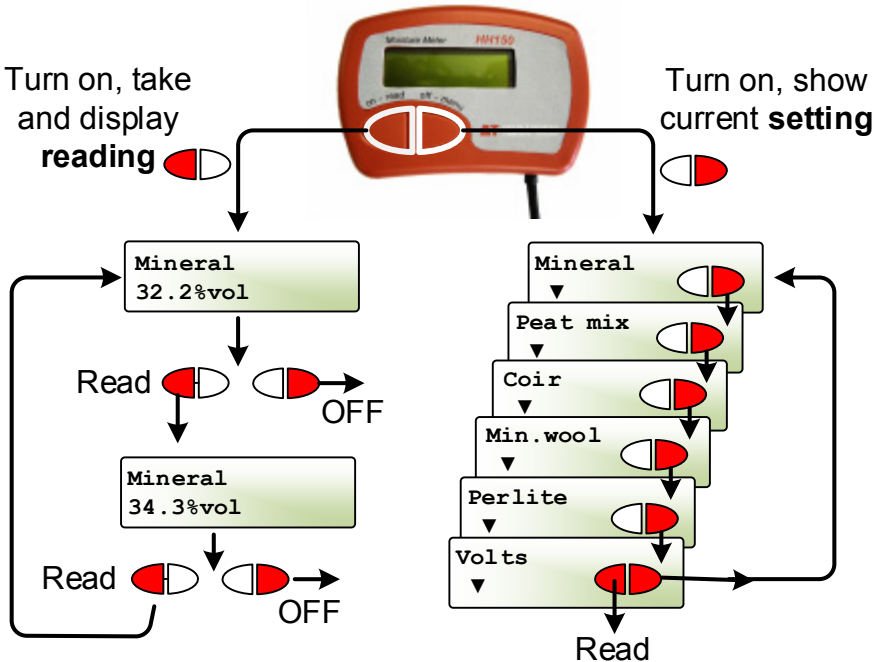 Moisture Meter HH150
on - read off - menu
Turn on, take
and display
reading
Turn on, show
current setting
Mineral
32.2%vol
Read
OFF
Mineral
34.3%vol
Read
OFF
Mineral
▼
Peat mix
▼
Coir
▼
Min.wool
▼
Perlite
▼
Volts
▼
Read